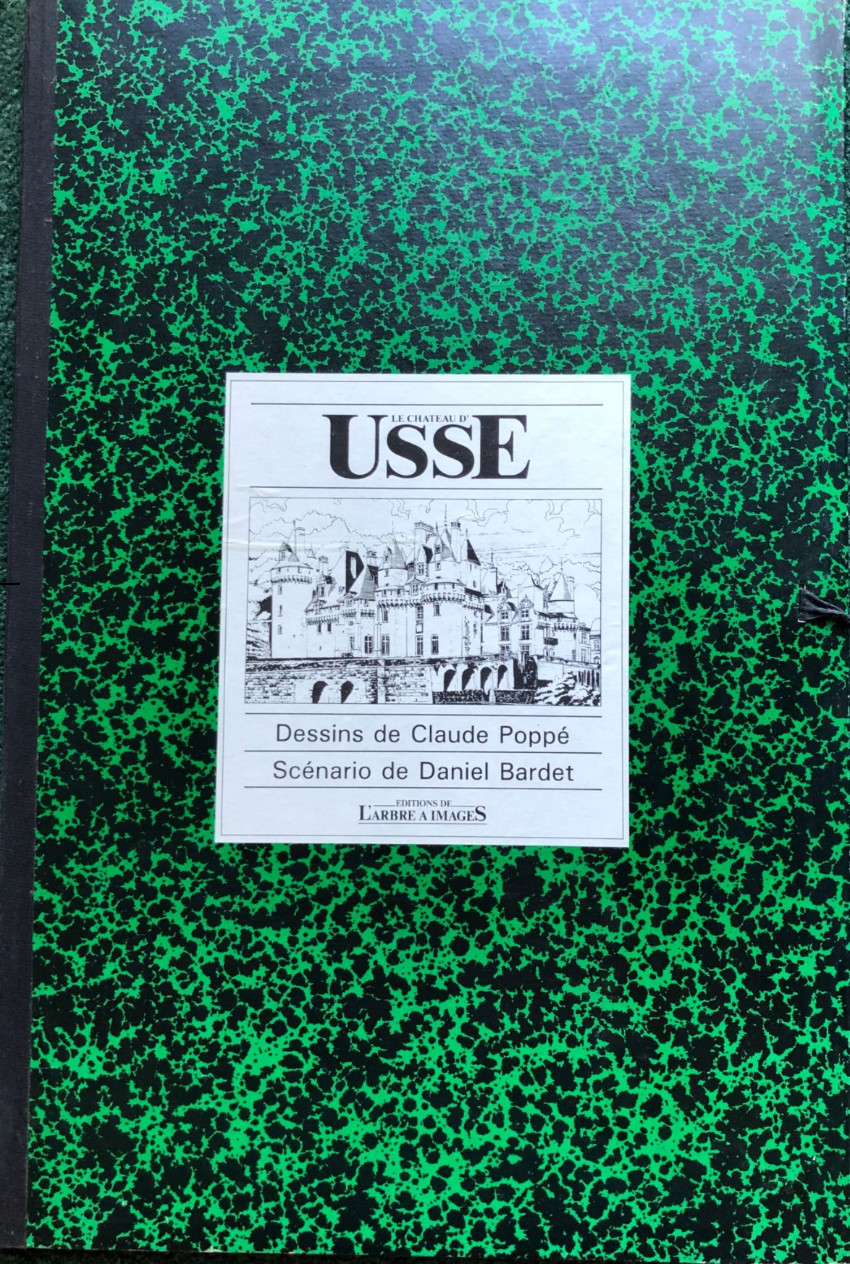 LE CHATEAU D'
USSE
Dessins de Claude Poppé
Scénario de Daniel Bardet
EDITIONS DE
L'ARBRE A IMAGES